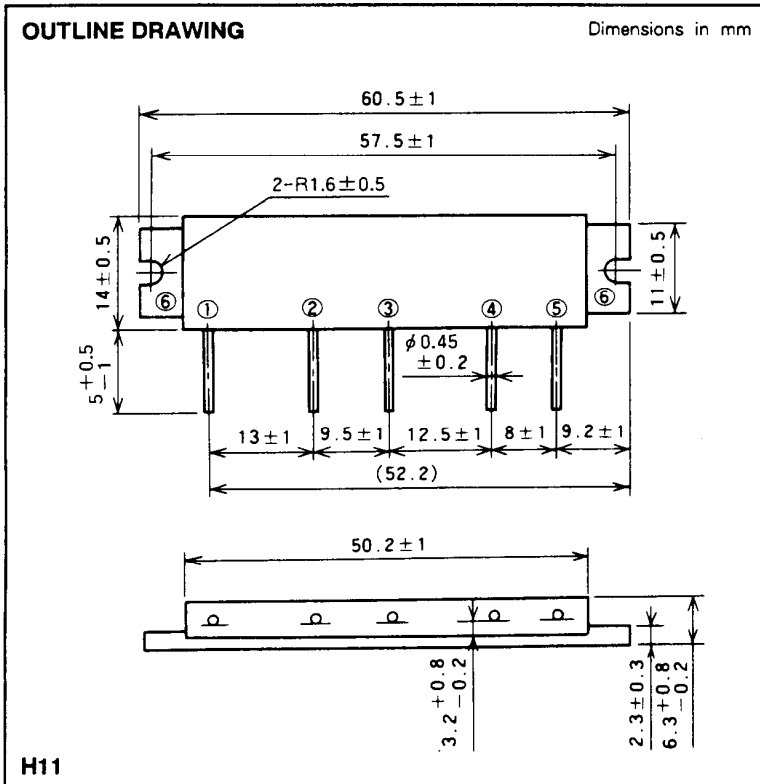 OUTLINE DRAWING
Dimensions in mm
60.5±1
57.5±1
2-R1.6±0.5
14±0.5
11±0.5
⑥ ① ② ③ ④ ⑤ ⑥
5 +0.5 -1
φ0.45
±0.2
13±1 9.5±1 12.5±1 8±1 9.2±1
(52.2)
50.2±1
3.2 +0.8 -0.2
2.3±0.3
6.3 +0.8 -0.2
H11